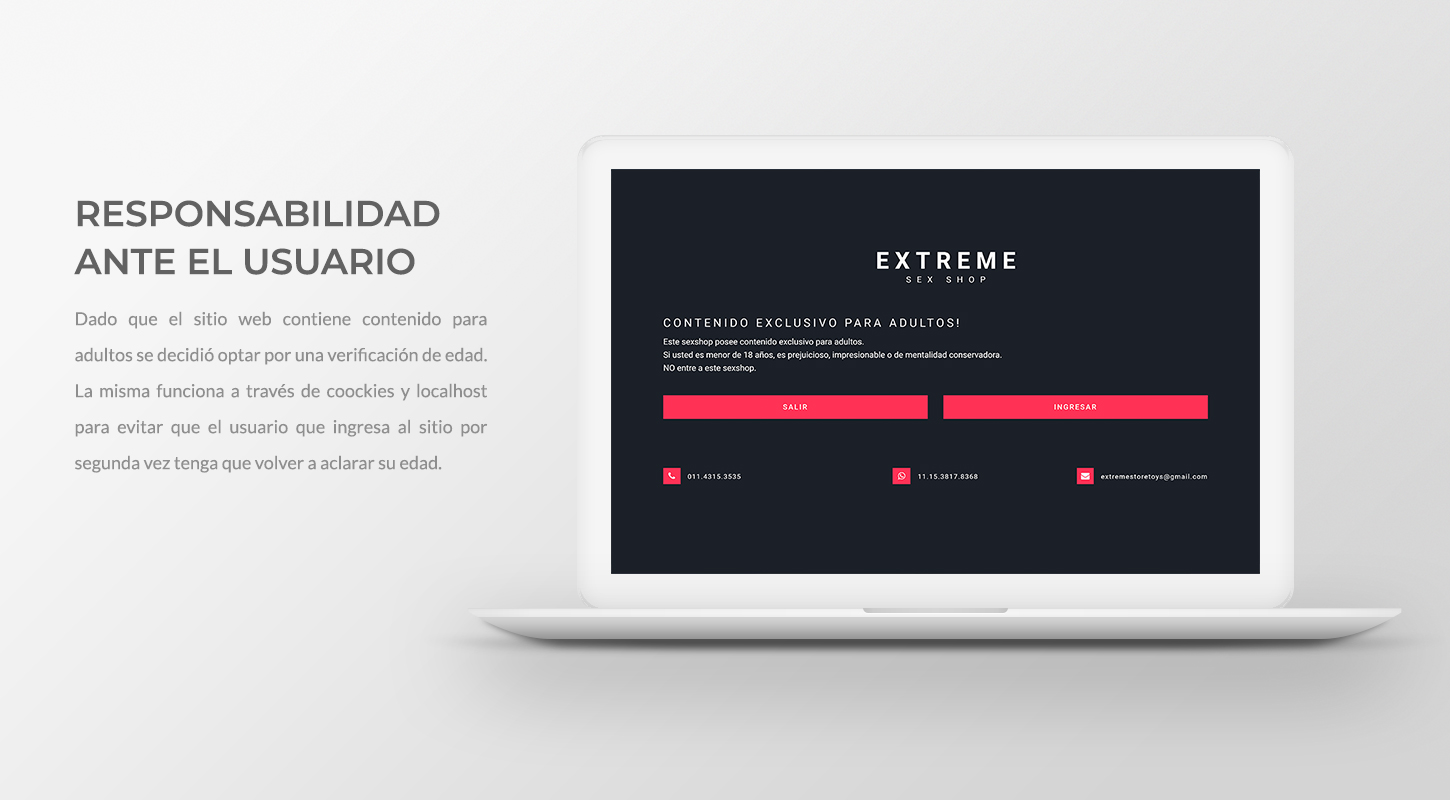 RESPONSABILIDAD
ANTE EL USUARIO
Dado que el sitio web contiene contenido para
adultos se decidió optar por una verificación de edad.
La misma funciona a través de coockies y localhost
para evitar que el usuario que ingresa al sitio por
segunda vez tenga que volver a aclarar su edad.
EXTREME
SEX SHOP
CONTENIDO EXCLUSIVO PARA ADULTOS!
Este sexshop posee contenido exclusivo para adultos.
Si usted es menor de 18 años, es prejuicioso, impresionable o de mentalidad conservadora.
NO entre a este sexshop.
SALIR INGRESAR
011.4315.3535 11.15.3817.8368 extremestoretoys@gmail.com